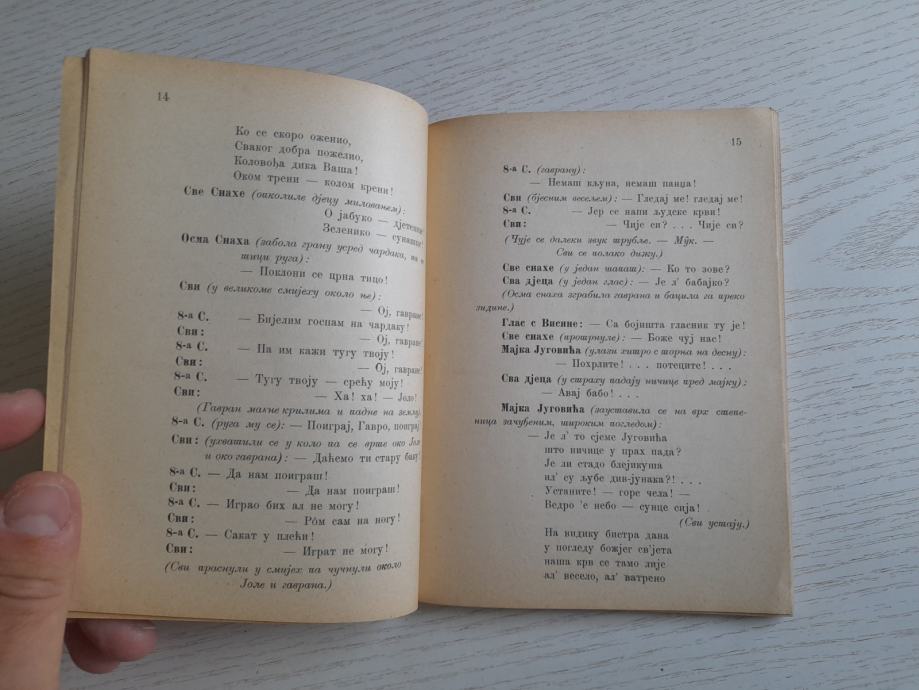 14
Ко се скоро оженио,
Сваког добра пожелио,
Коловођа дика Ваша!
Оком трени — колом крени!
Све Снахе (опколиле дјецу миловањем):
О јабуко — дјетешце!
Зеленико — сунашце!
Осма Снаха (забола грану усред чардака, па се
тици руга):
— Поклони се црна тицо!
Сви (у великоме смијеху около ње):
— Ој, гавране!
8-а С. — Бијелим госпам на чардаку!
Сви: — Ој, гавране!
8-а С. — Па им кажи тугу твоју!
Сви: — Ој, гавране!
8-а С. — Тугу твоју — срећу моју!
Сви: — Ха! ха! — Јоло!
(Гавран макне крилима и падне на земљу).
8-а С. (руга му се): — Поиграј, Гавро, поиграј!
Сви: (ухватили се у коло па се врте око Јоле
и око гаврана): — Даћемо ти стару бабу!
8-а С. — Да нам поиграш!
Сви: — Да нам поиграш!
8-а С. — Играо бих ал не могу!
Сви: — Ром сам на ногу!
8-а С. — Сакат у плећи!
Сви: — Играт не могу!
(Сви праснули у смијех па чучнули около
Јоле и гаврана.)
15
8-а С. (гаврану):
— Немаш кљуна, немаш панџа!
Сви (бјесним весељем): — Гледај ме! гледај ме!
8-а С. — Јер се напи људске крви!
Сви: — Чије си? . . . Чије си?
(Чује се далеки звук трубље. — Мук. —
Сви се полако дижу.)
Све снахе (у један шапат): — Ко то зове?
Сва дјеца (у један глас): — Је л' бабајко?
(Осма снаха зграбила гаврана и бацила га преко
зидине.)
Глас с Висине: — Са бојишта гласник ту је!
Све снахе (протрнуле): — Боже чуј нас!
Мајка Југовића (улази хитро с торња на десну):
— Похрлите! . . . потеците! . . .
Сва дјеца (у страху падају ничице пред мајку):
— Авај бабо! . . .
Мајка Југовића (зауставила се на врх степе-
ница зачуђеним, широким погледом):
— Је л' то сјеме Југовића
што ничице у прах пада?
Је ли стадо блејикуша
ил' су љубе див-јунака?! . . .
Устаните! — горе чела! —
Ведро 'е небо — сунце сија!
(Сви устају.)
На видику бистра дана
у погледу божјег св'јета
наша крв се тамо лије
ал' весело, ал' ватрено